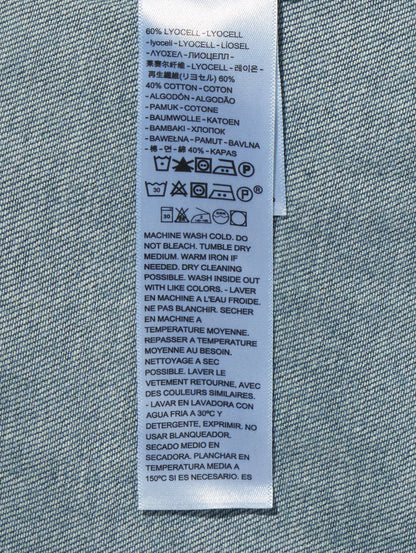 60% LYOCELL - LYOCELL
- lyocell - LYOCELL - LIOSEL
- ΛΥΟΣΕΛ - ЛИОЦЕЛЛ -
莱赛尔纤维 - LYOCELL - 레이온 -
再生繊維(リヨセル) 60%
40% COTTON - COTON
- ALGODÓN - ALGODÃO
- PAMUK - COTONE
- BAUMWOLLE - KATOEN
- BAMBAKI - ХЛОПОК
- BAWEŁNA - PAMUT - BAVLNA
- 棉 - 면 - 綿 40% - KAPAS
P
30 P ®
30
MACHINE WASH COLD. DO
NOT BLEACH. TUMBLE DRY
MEDIUM. WARM IRON IF
NEEDED. DRY CLEANING
POSSIBLE. WASH INSIDE OUT
WITH LIKE COLORS. - LAVER
EN MACHINE A L'EAU FROIDE.
NE PAS BLANCHIR. SECHER
EN MACHINE A
TEMPERATURE MOYENNE.
REPASSER A TEMPERATURE
MOYENNE AU BESOIN.
NETTOYAGE A SEC
POSSIBLE. LAVER LE
VETEMENT RETOURNE, AVEC
DES COULEURS SIMILAIRES.
- LAVAR EN LAVADORA CON
AGUA FRIA A 30ºC Y
DETERGENTE, EXPRIMIR. NO
USAR BLANQUEADOR.
SECADO MEDIO EN
SECADORA. PLANCHAR EN
TEMPERATURA MEDIA A
150ºC SI ES NECESARIO. ES